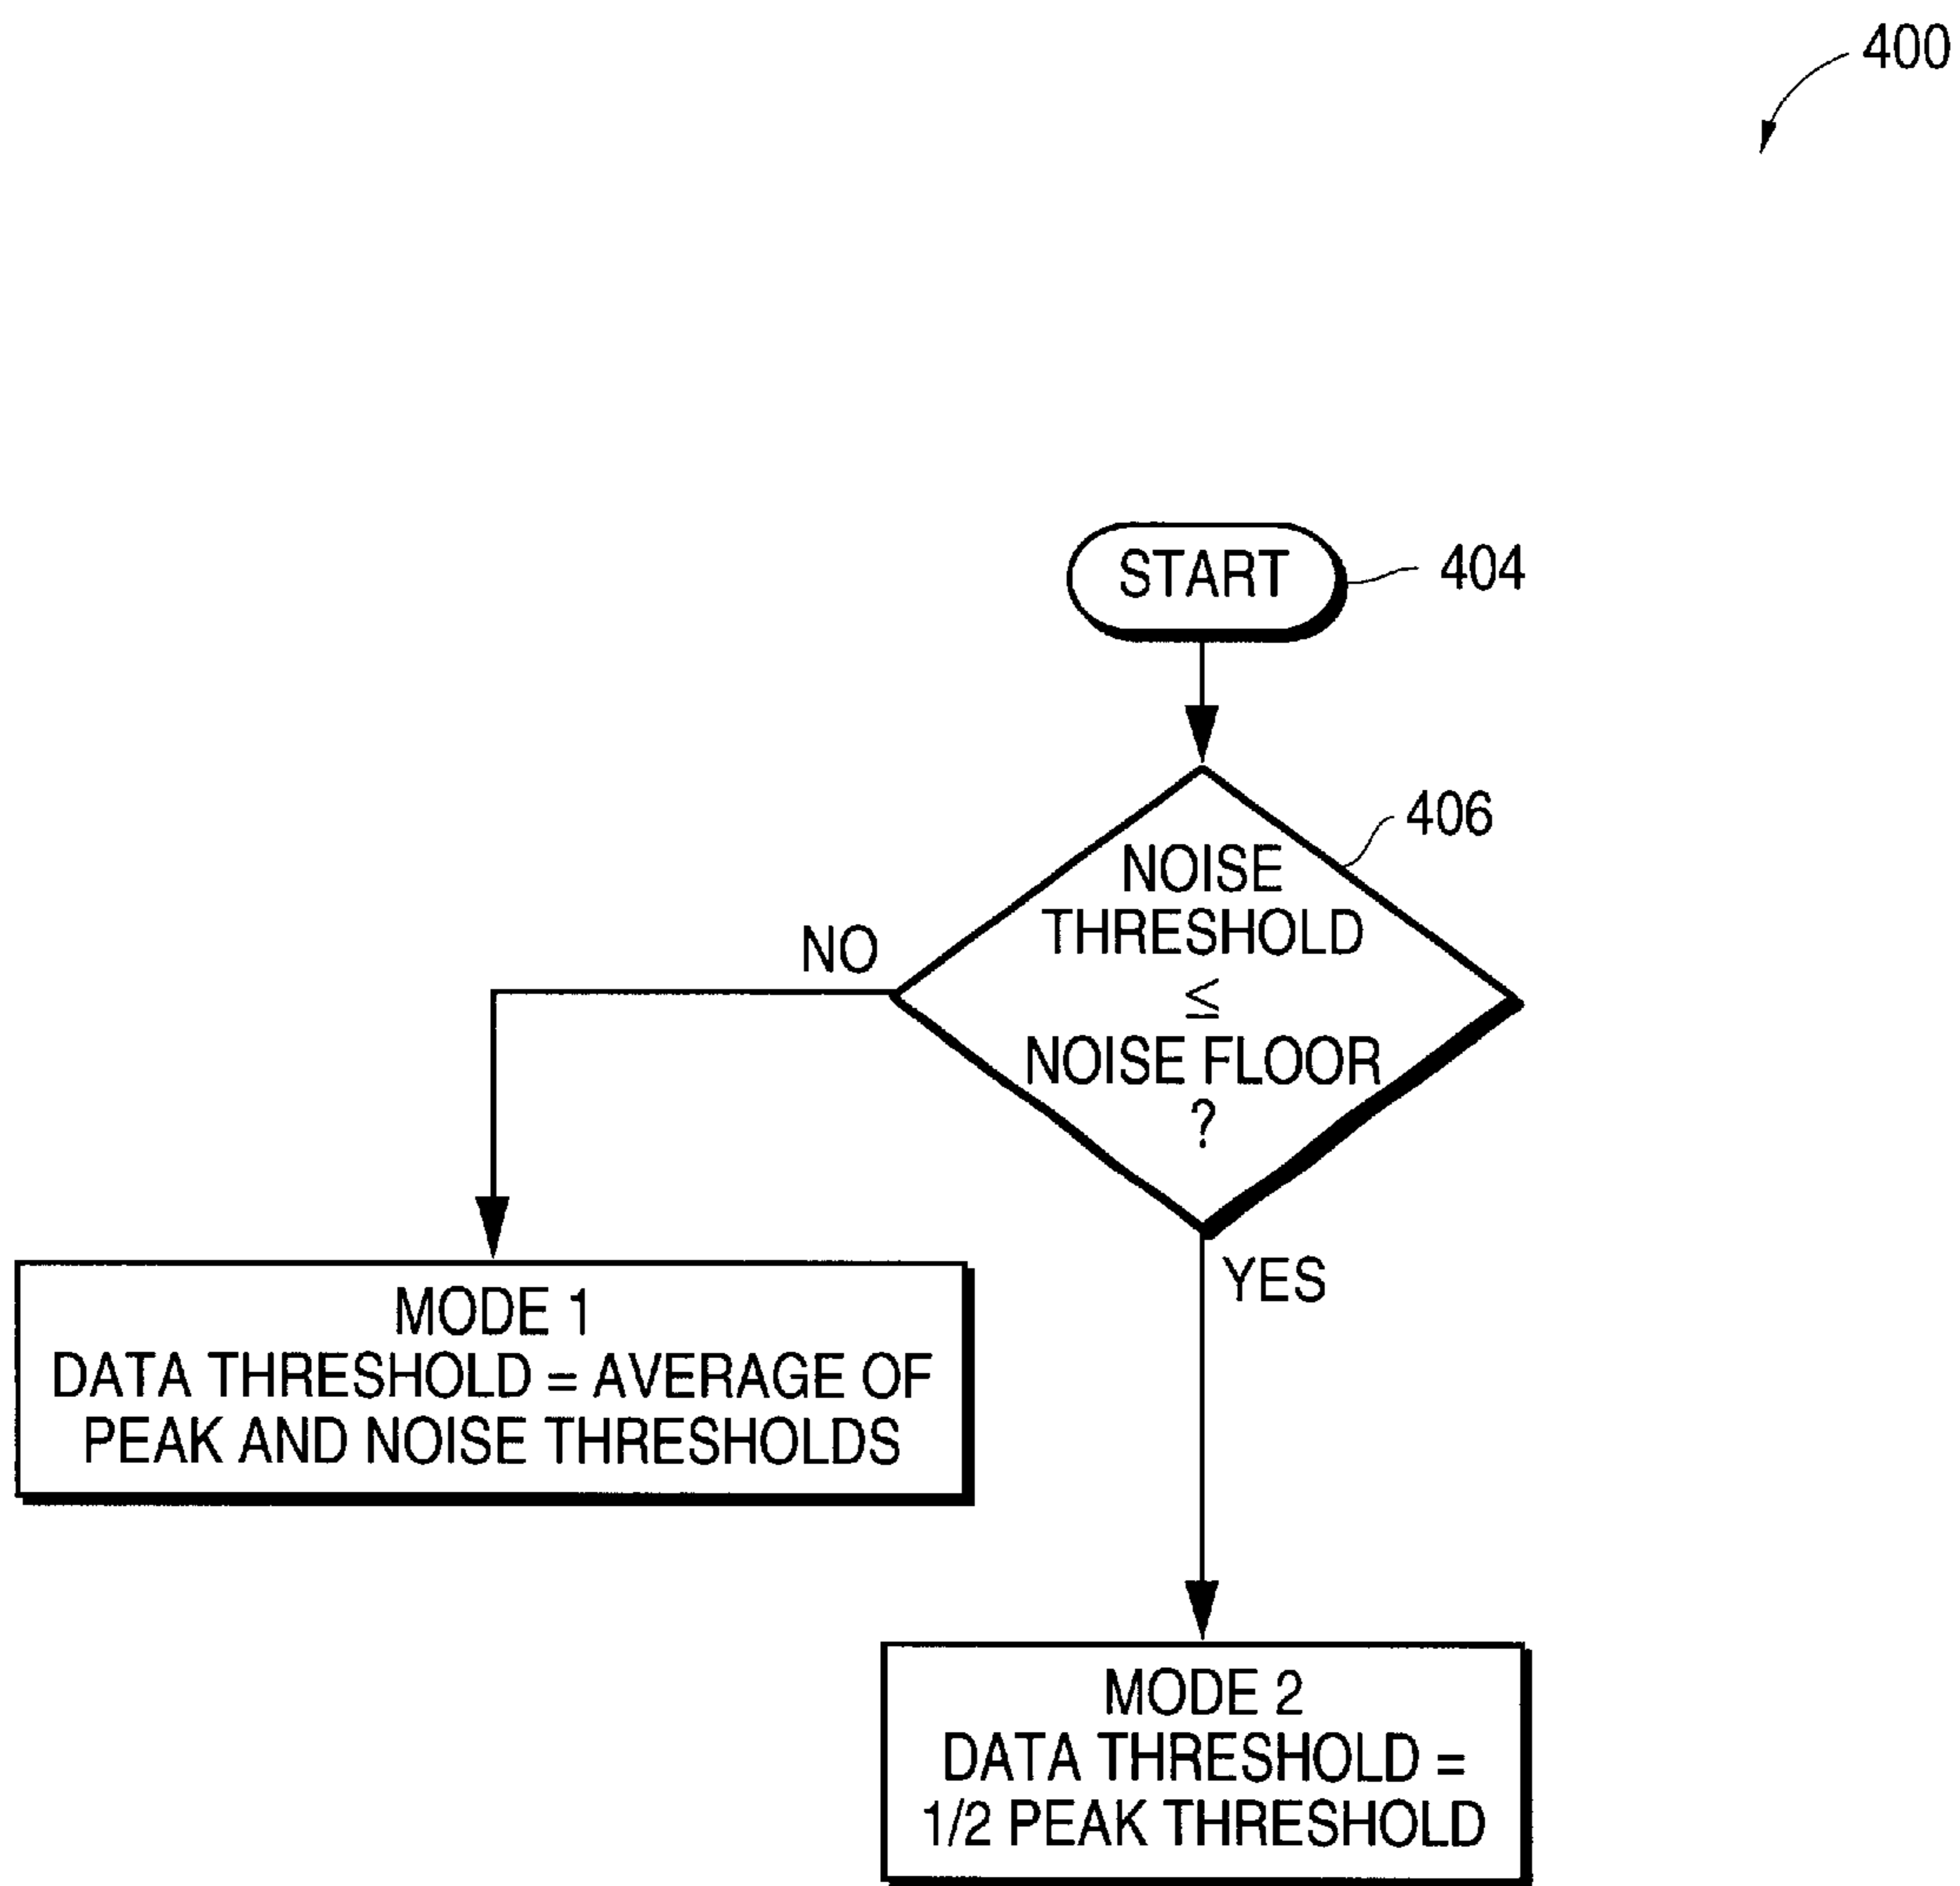 400
START
404
406
NOISE
THRESHOLD
≤
NOISE FLOOR
?
NO
YES
MODE 1
DATA THRESHOLD = AVERAGE OF
PEAK AND NOISE THRESHOLDS
MODE 2
DATA THRESHOLD =
1/2 PEAK THRESHOLD